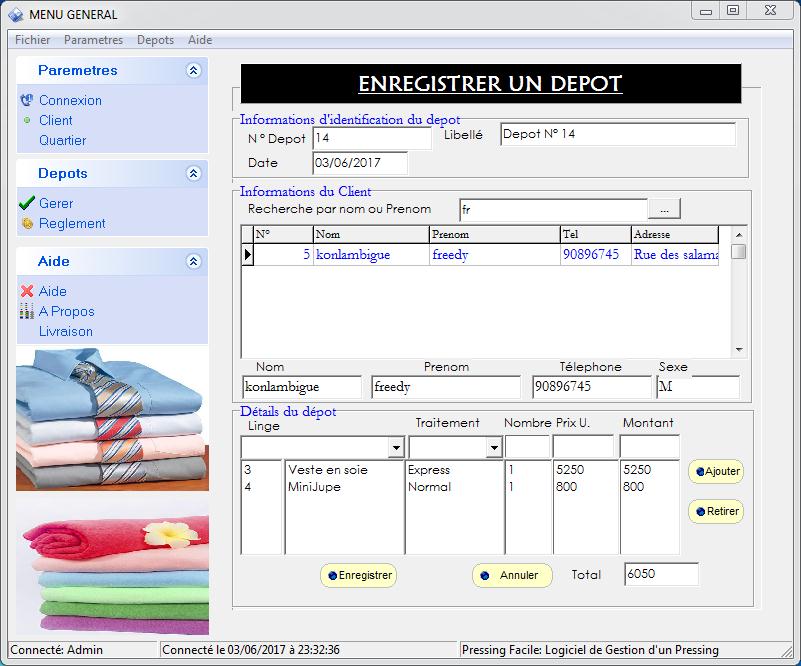 MENU GENERAL
Fichier Parametres Depots Aide
Paremetres
Connexion
Client
Quartier
Depots
Gerer
Reglement
Aide
Aide
A Propos
Livraison
ENREGISTRER UN DEPOT
Informations d'identification du depot
N ° Depot 14 Libellé Depot N° 14
Date 03/06/2017
Informations du Client
Recherche par nom ou Prenom fr ...
N° Nom Prenom Tel Adresse
5 konlambigue freedy 90896745 Rue des salama
Nom Prenom Télephone Sexe
konlambigue freedy 90896745 M
Détails du dépot
Linge Traitement Nombre Prix U. Montant
3 Veste en soie Express 1 5250 5250
4 MiniJupe Normal 1 800 800
Ajouter
Retirer
Enregistrer Annuler Total 6050
Connecté: Admin Connecté le 03/06/2017 à 23:32:36 Pressing Facile: Logiciel de Gestion d'un Pressing